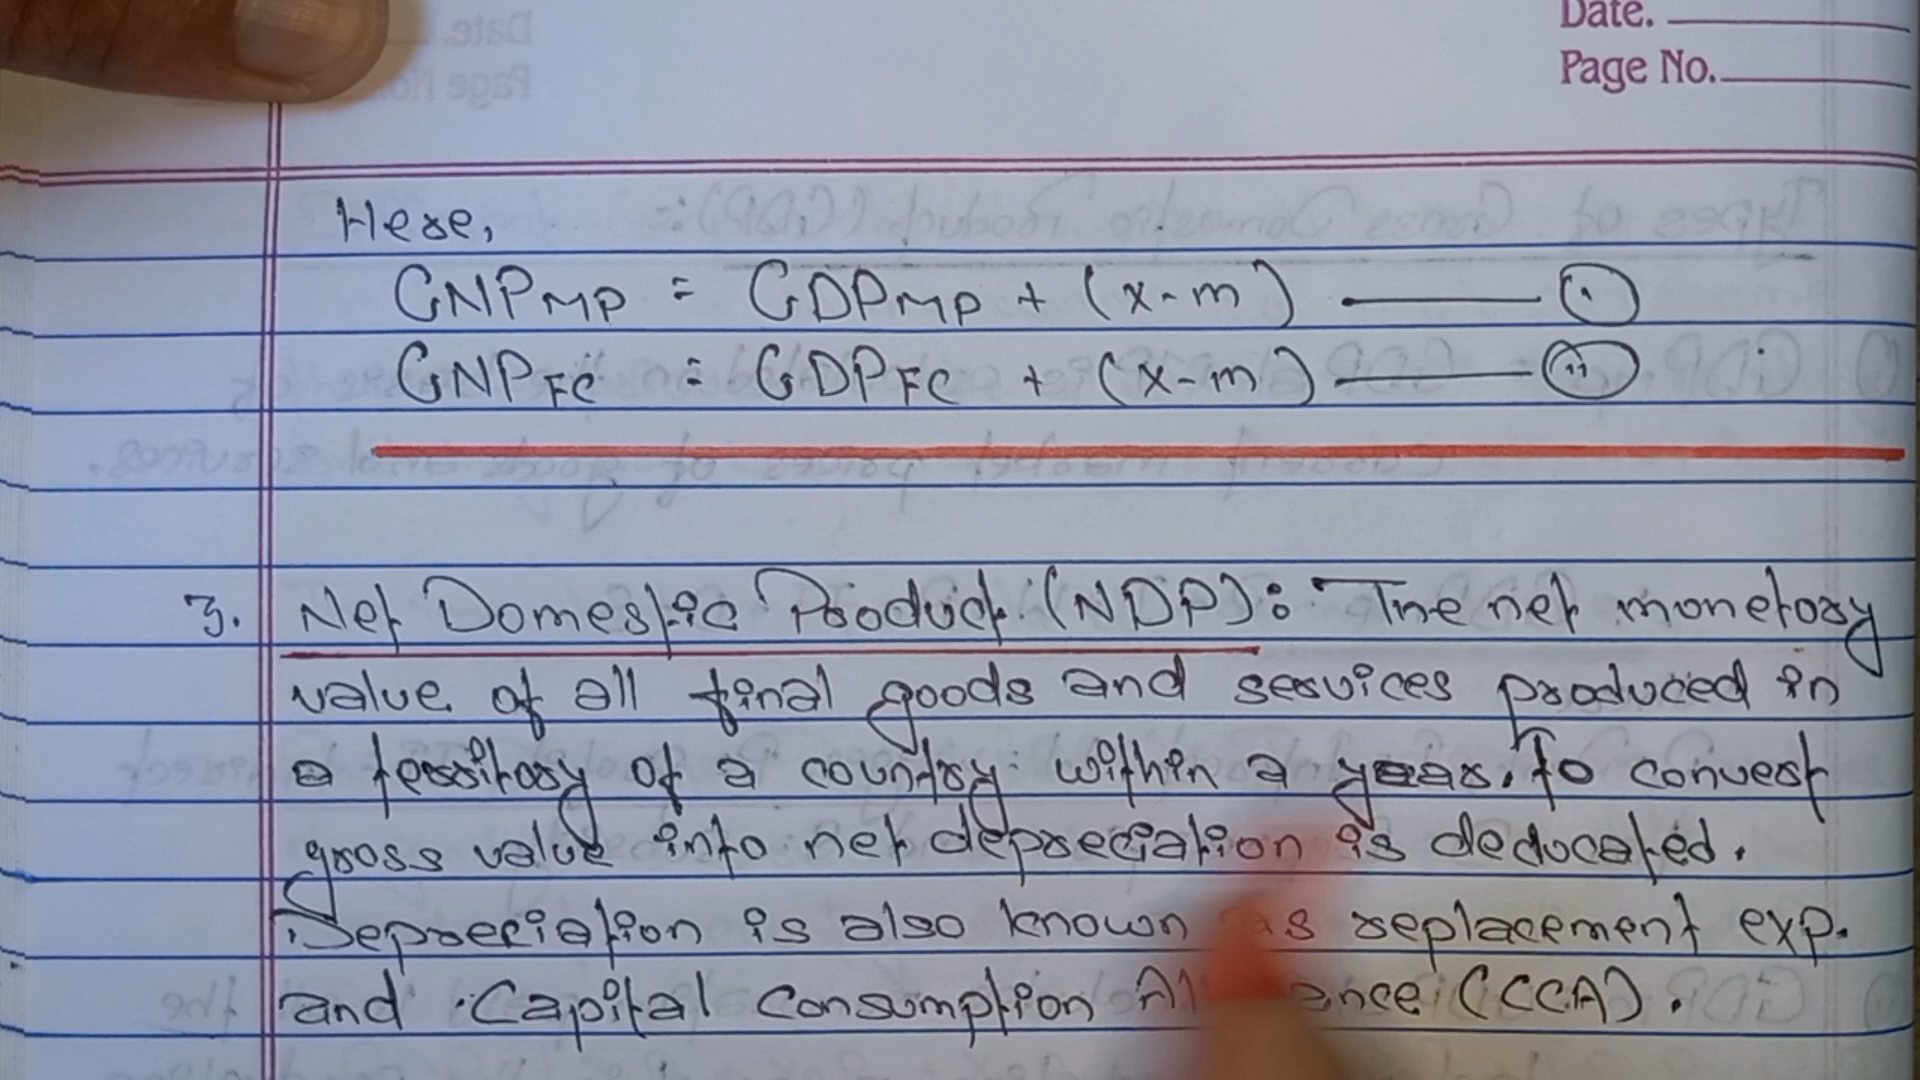 Date.
Page No.
Here,
GNPMP = GDPMP + (x-m) —— (i)
GNPFC = GDPFC + (x-m) —— (ii)
3. Net Domestic Product (NDP): The net monetory
value of all final goods and services produced in
a territory of a country within a year. To convert
gross value into net depreciation is deducated.
Depreciation is also known as replacement exp.
and Capital Consumption (CCA).